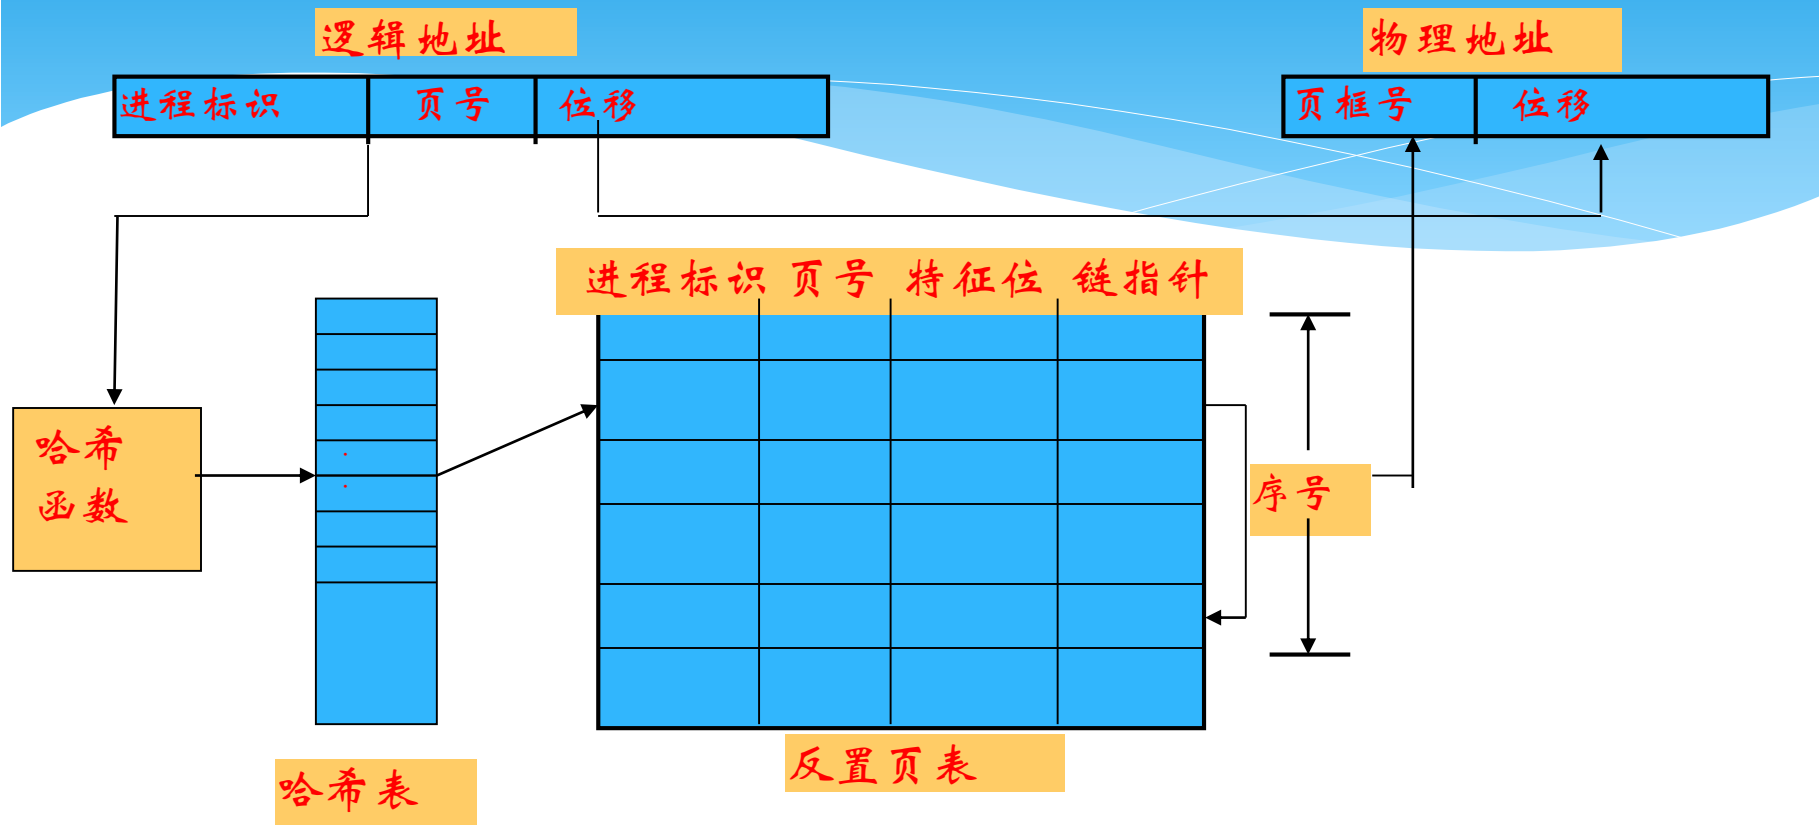 逻辑地址
物理地址
进程标识 页号 位移
页框号 位移
进程标识 页号 特征位 链指针
哈希
函数
序号
反置页表
哈希表